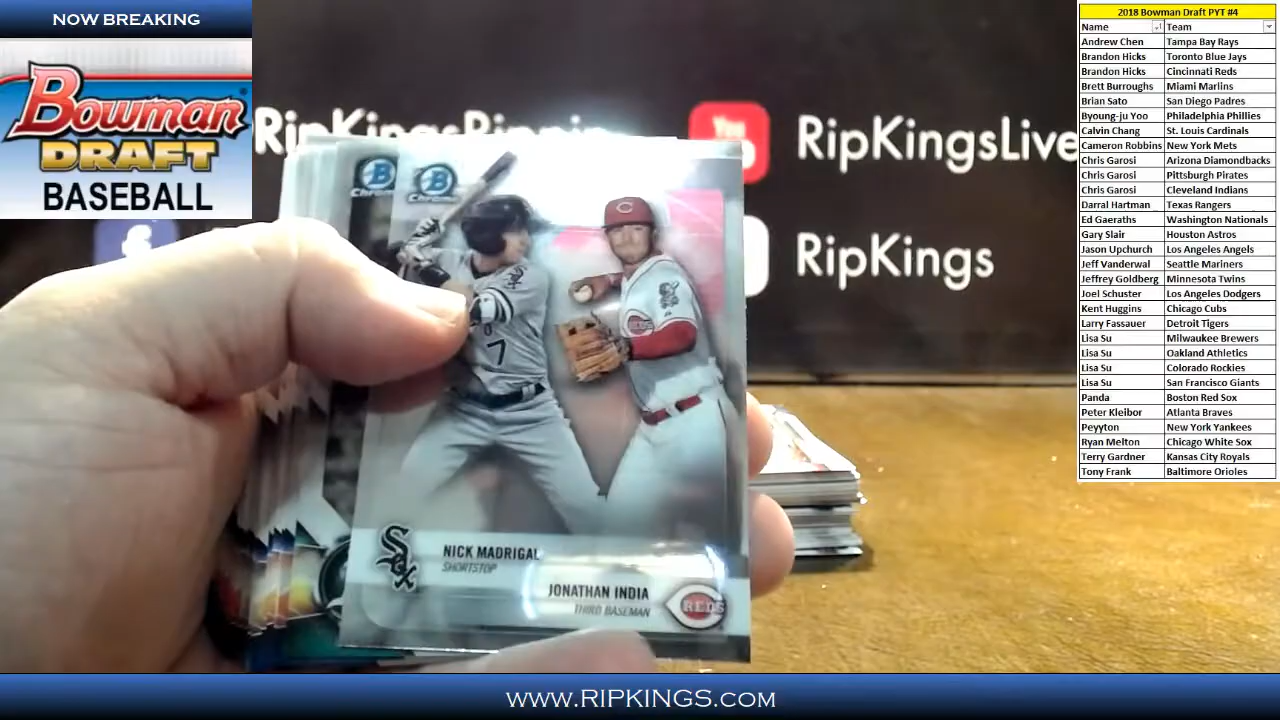 NOW BREAKING
Bowman
DRAFT
BASEBALL
RipKingsRippin
You
RipKingsLive
RipKings
Chrome
Chrome
7
REDS
Sox
NICK MADRIGAL
SHORTSTOP
JONATHAN INDIA
THIRD BASEMAN
REDS
2018 Bowman Draft PYT #4
Name Team
Andrew Chen Tampa Bay Rays
Brandon Hicks Toronto Blue Jays
Brandon Hicks Cincinnati Reds
Brett Burroughs Miami Marlins
Brian Sato San Diego Padres
Byoung-ju Yoo Philadelphia Phillies
Calvin Chang St. Louis Cardinals
Cameron Robbins New York Mets
Chris Garosi Arizona Diamondbacks
Chris Garosi Pittsburgh Pirates
Chris Garosi Cleveland Indians
Darral Hartman Texas Rangers
Ed Gaeraths Washington Nationals
Gary Slair Houston Astros
Jason Upchurch Los Angeles Angels
Jeff Vanderwal Seattle Mariners
Jeffrey Goldberg Minnesota Twins
Joel Schuster Los Angeles Dodgers
Kent Huggins Chicago Cubs
Larry Fassauer Detroit Tigers
Lisa Su Milwaukee Brewers
Lisa Su Oakland Athletics
Lisa Su Colorado Rockies
Lisa Su San Francisco Giants
Panda Boston Red Sox
Peter Kleibor Atlanta Braves
Peyyton New York Yankees
Ryan Melton Chicago White Sox
Terry Gardner Kansas City Royals
Tony Frank Baltimore Orioles
WWW.RIPKINGS.COM